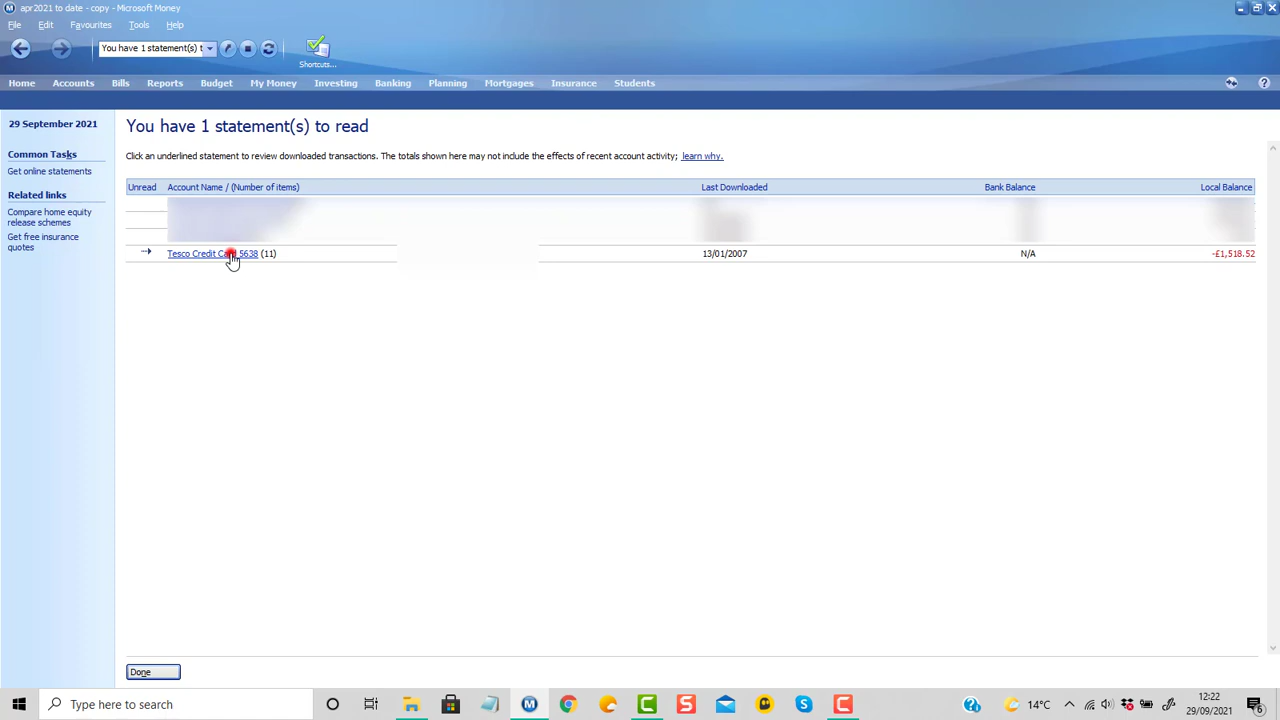 apr2021 to date - copy - Microsoft Money
File Edit Favourites Tools Help
You have 1 statement(s) t
Shortcuts...
Home Accounts Bills Reports Budget My Money Investing Banking Planning Mortgages Insurance Students
29 September 2021
Common Tasks
Get online statements
Related links
Compare home equity
release schemes
Get free insurance
quotes
You have 1 statement(s) to read
Click an underlined statement to review downloaded transactions. The totals shown here may not include the effects of recent account activity; learn why.
Unread Account Name / (Number of items) Last Downloaded Bank Balance Local Balance
Tesco Credit Card 5638 (11) 13/01/2007 N/A -£1,518.52
Done
Type here to search
14°C
12:22
29/09/2021
6